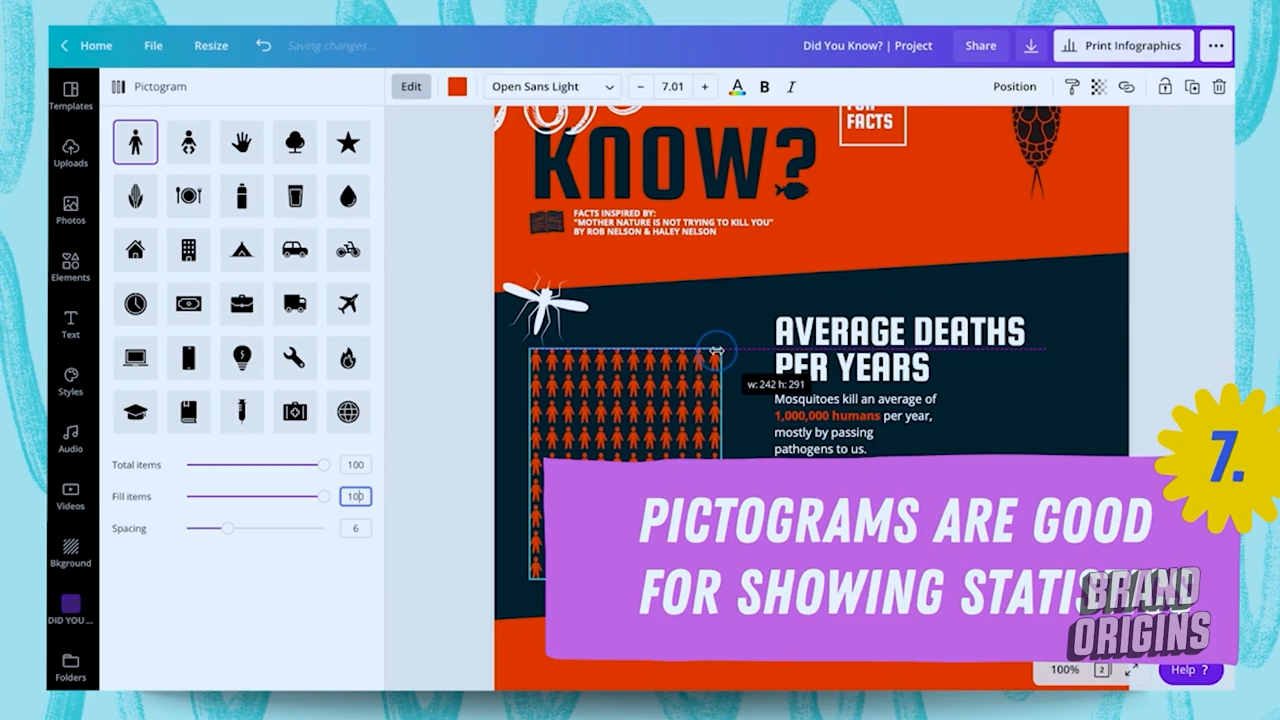 Home File Resize Saving changes... Did You Know? | Project Share Print Infographics
Templates
Uploads
Photos
Elements
Text
Styles
Audio
Videos
Bkground
DID YOU ...
Folders
Pictogram
Total items 100
Fill items 100
Spacing 6
Edit Open Sans Light 7.01 A B I Position
FACTS
KNOW?
FACTS INSPIRED BY:
"MOTHER NATURE IS NOT TRYING TO KILL YOU"
BY ROB NELSON & HALEY NELSON
AVERAGE DEATHS
PER YEARS
w: 242 h: 291
Mosquitoes kill an average of
1,000,000 humans per year,
mostly by passing
pathogens to us.
7.
PICTOGRAMS ARE GOOD
FOR SHOWING
BRAND
ORIGINS
100% 2 Help ?